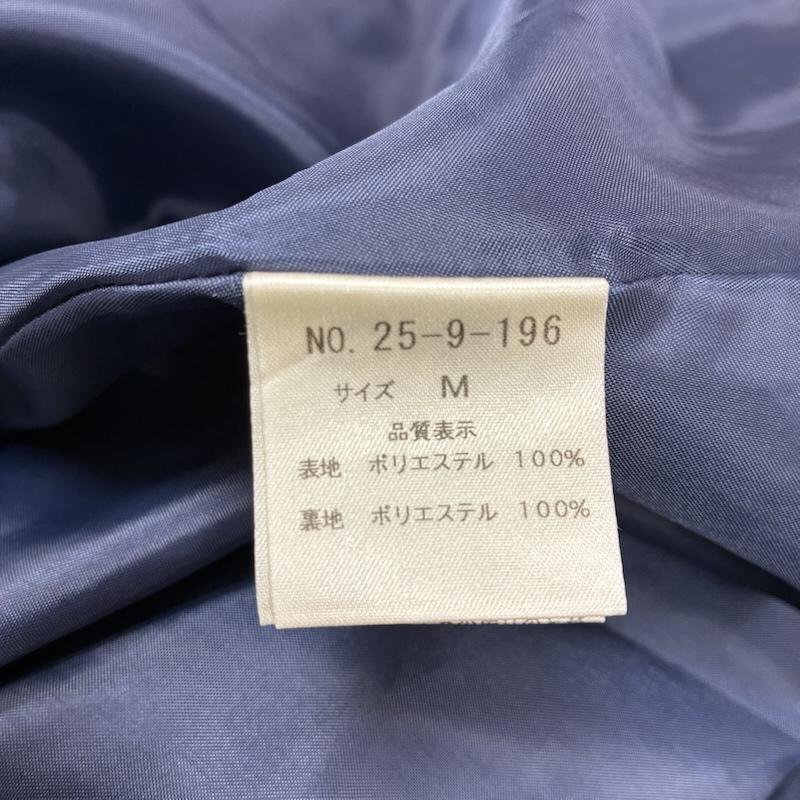 NO. 25-9-196
サイズ M
品質表示
表地 ポリエステル 100%
裏地 ポリエステル 100%